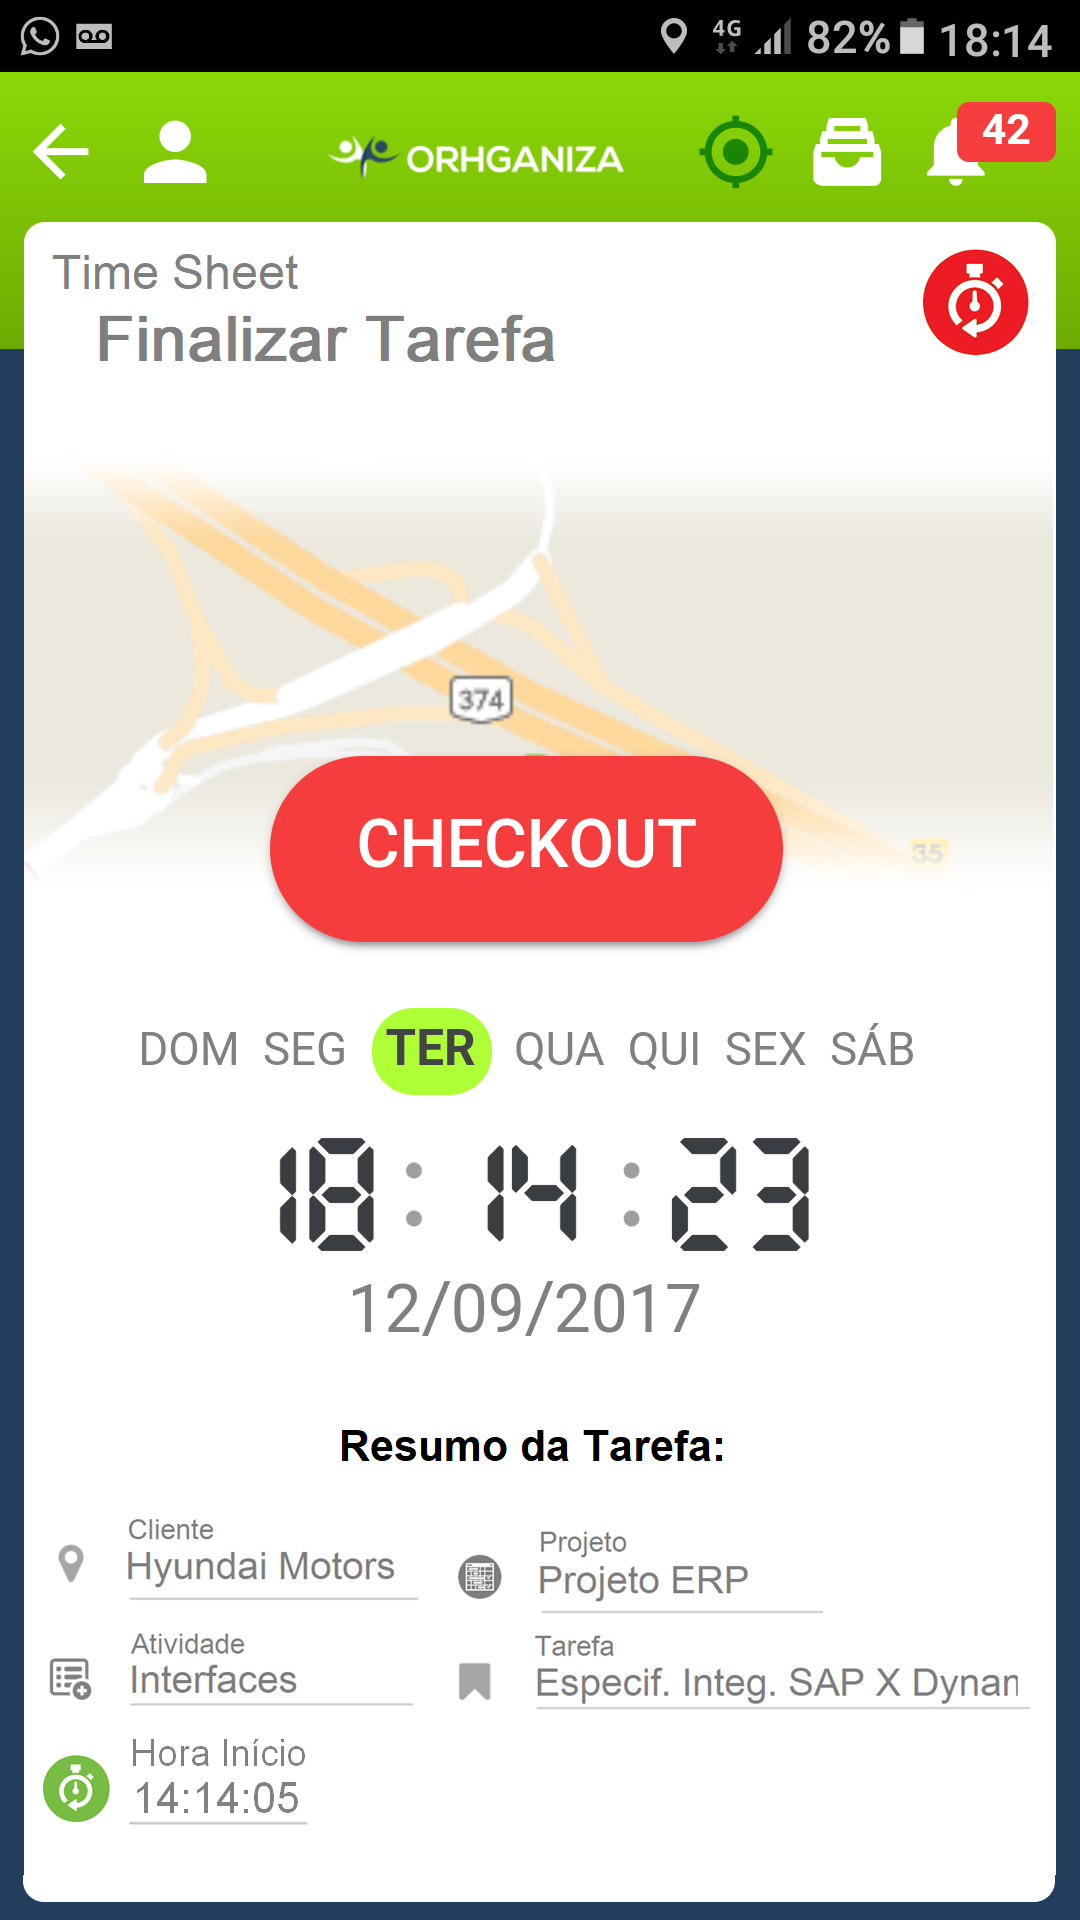 4G 82% 18:14
ORHGANIZA 42
Time Sheet
Finalizar Tarefa
374
35
CHECKOUT
DOM SEG TER QUA QUI SEX SÁB
18:14:23
12/09/2017
Resumo da Tarefa:
Cliente
Hyundai Motors
Projeto
Projeto ERP
Atividade
Interfaces
Tarefa
Especif. Integ. SAP X Dynan
Hora Início
14:14:05